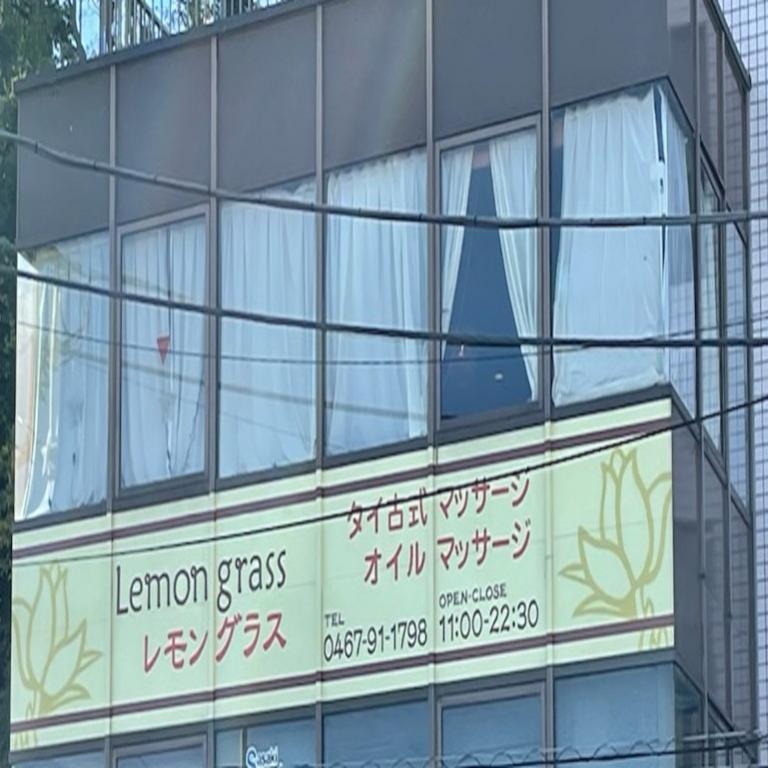 Lemon grass
レモングラス
タイ古式 マッサージ
オイル マッサージ
TEL
0467-91-1798
OPEN-CLOSE
11:00-22:30
Sasaki